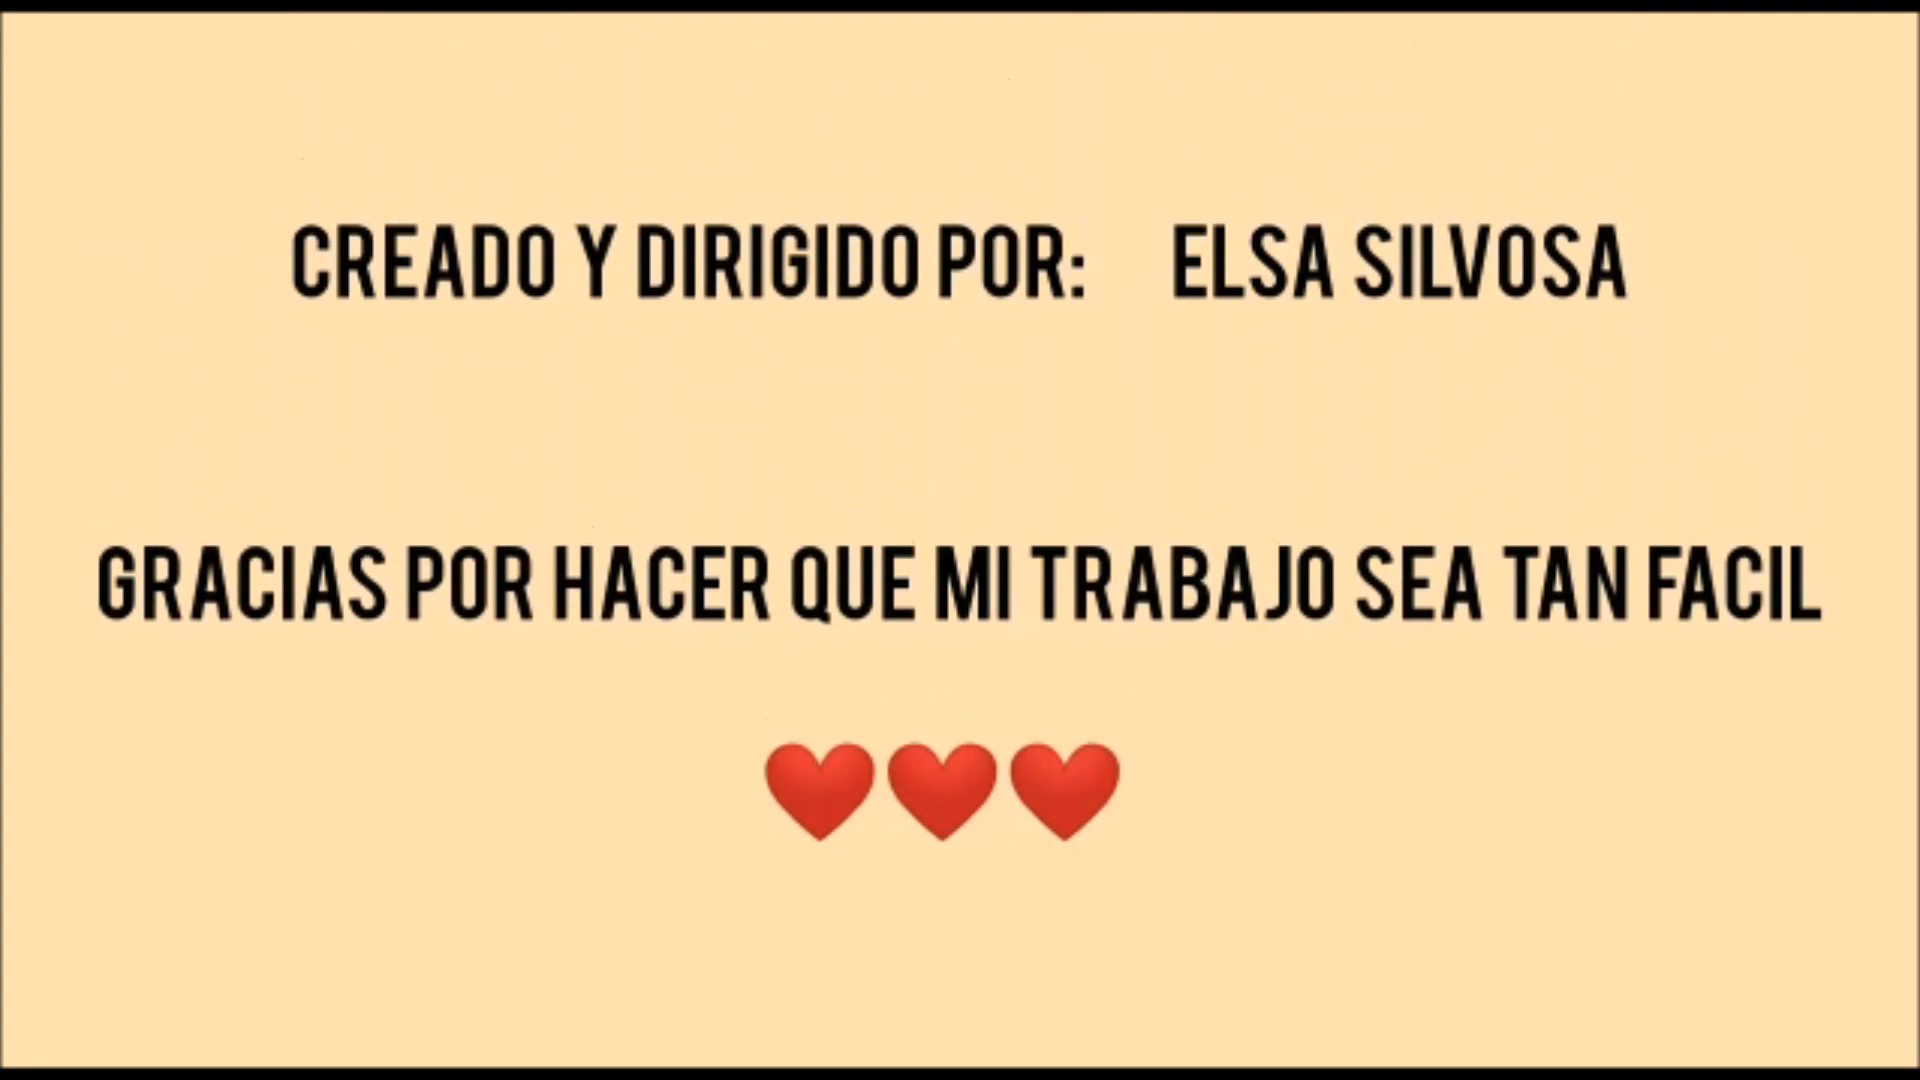 CREADO Y DIRIGIDO POR: ELSA SILVOSA
GRACIAS POR HACER QUE MI TRABAJO SEA TAN FACIL